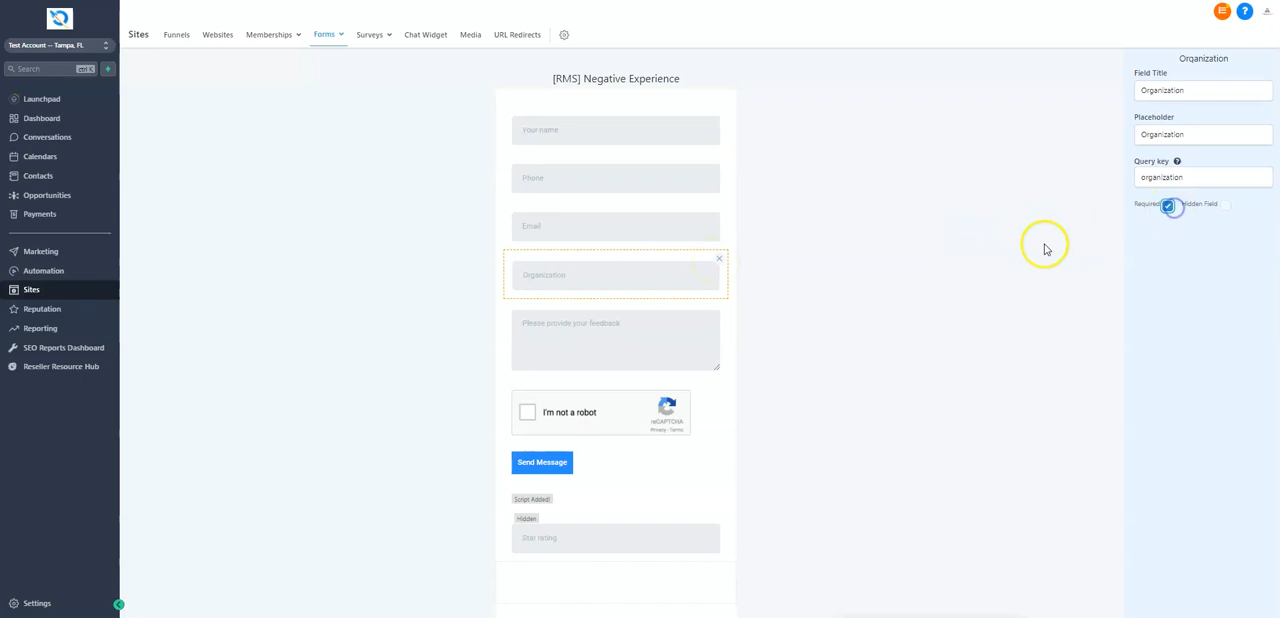 Sites
Funnels
Websites
Memberships
Forms
Surveys
Chat Widget
Media
URL Redirects
?
Test Account — Tampa, FL
Search
ctrl K
Launchpad
Dashboard
Conversations
Calendars
Contacts
Opportunities
Payments
Marketing
Automation
Sites
Reputation
Reporting
SEO Reports Dashboard
Reseller Resource Hub
Settings
[RMS] Negative Experience
Your name
Phone
Email
Organization
Please provide your feedback
I'm not a robot
reCAPTCHA
Privacy - Terms
Send Message
Script Added!
Hidden
Star rating
Organization
Field Title
Organization
Placeholder
Organization
Query key ?
organization
Required Hidden Field